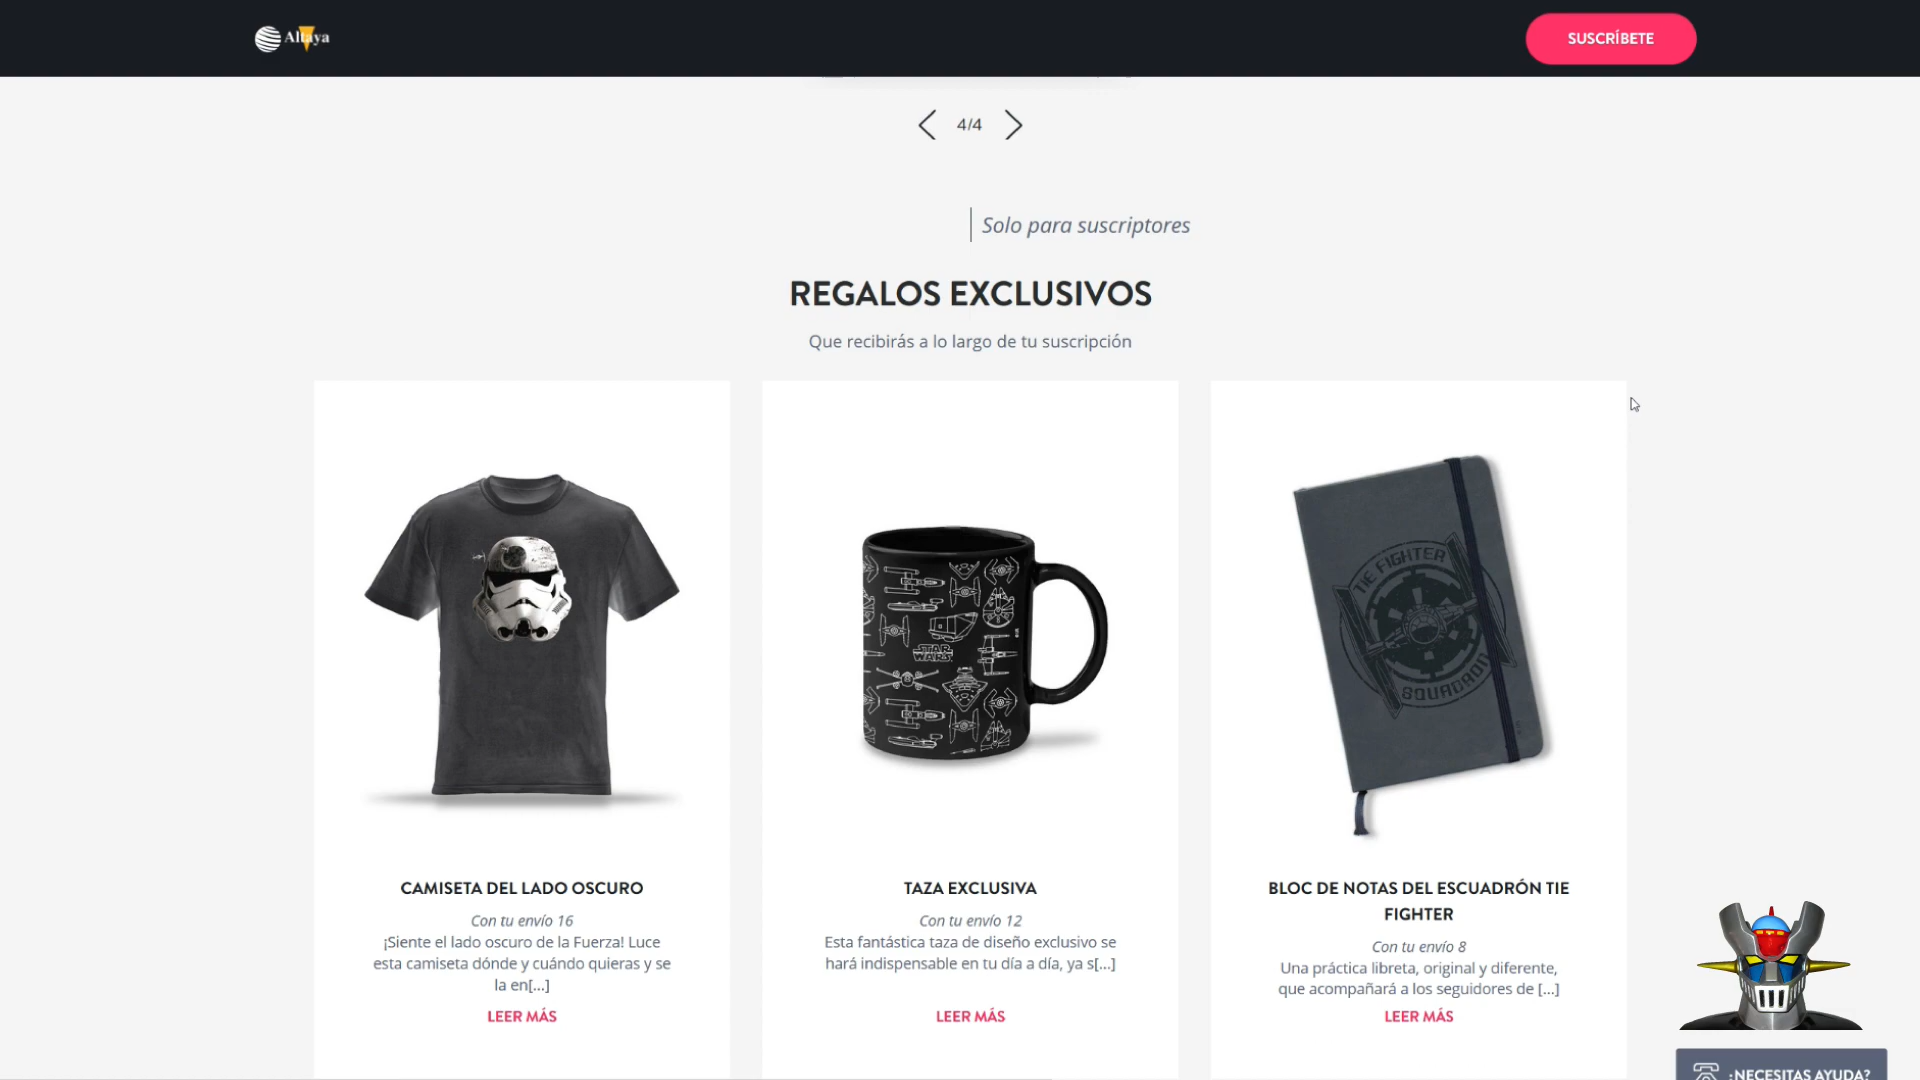 Altaya
SUSCRÍBETE
4/4
Solo para suscriptores
REGALOS EXCLUSIVOS
Que recibirás a lo largo de tu suscripción
STAR
WARS
TIE FIGHTER
SQUADRON
CAMISETA DEL LADO OSCURO
Con tu envío 16
¡Siente el lado oscuro de la Fuerza! Luce
esta camiseta dónde y cuándo quieras y se
la en[...]
LEER MÁS
TAZA EXCLUSIVA
Con tu envío 12
Esta fantástica taza de diseño exclusivo se
hará indispensable en tu día a día, ya s[...]
LEER MÁS
BLOC DE NOTAS DEL ESCUADRÓN TIE
FIGHTER
Con tu envío 8
Una práctica libreta, original y diferente,
que acompañará a los seguidores de [...]
LEER MÁS
¿NECESITAS AYUDA?